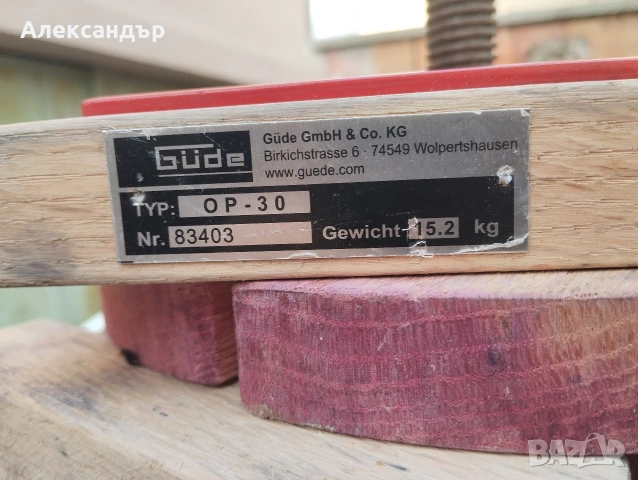 Александър
Güde
Güde GmbH & Co. KG
Birkichstrasse 6 · 74549 Wolpertshausen
www.guede.com
TYP: OP-30
Nr. 83403 Gewicht 15.2 kg
BAZAR